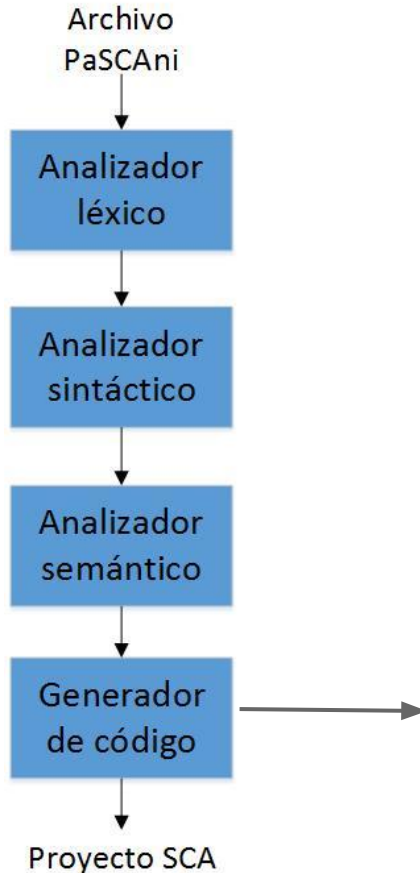 Archivo
PaSCAni
Analizador
léxico
Analizador
sintáctico
Analizador
semántico
Generador
de código
Proyecto SCA